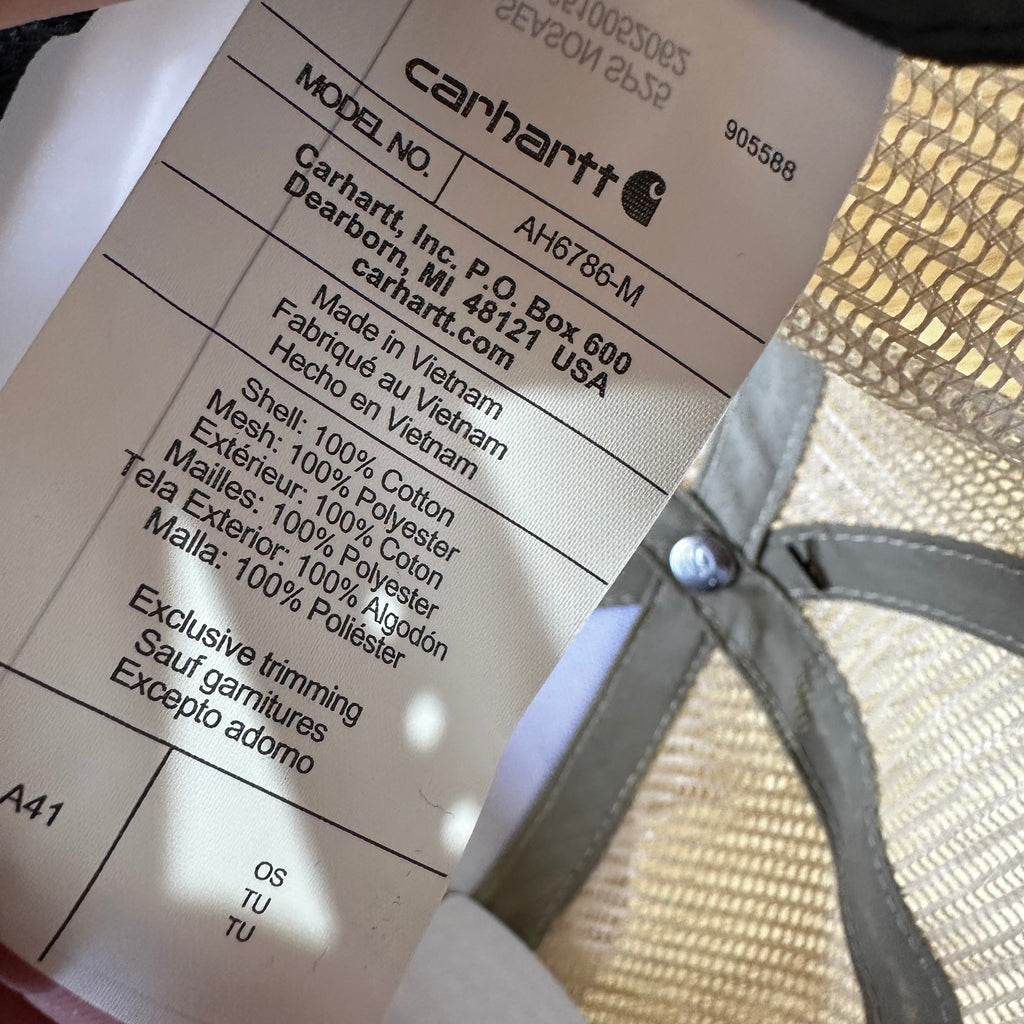 SEASON SP25
905588
carhartt
MODEL NO. AH6786-M
Carhartt, Inc. P.O. Box 600
Dearborn, MI 48121 USA
carhartt.com
Made in Vietnam
Fabriqué au Vietnam
Hecho en Vietnam
Shell: 100% Cotton
Mesh: 100% Polyester
Extérieur: 100% Coton
Mailles: 100% Polyester
Tela Exterior: 100% Algodón
Malla: 100% Poliéster
Exclusive trimming
Sauf garnitures
Excepto adorno
A41
OS
TU
TU